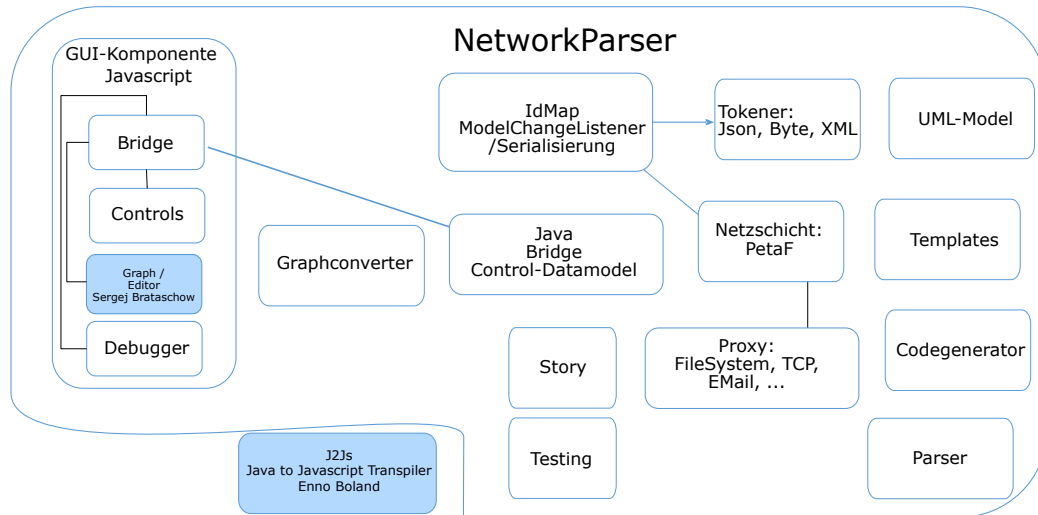 NetworkParser
GUI-Komponente
Javascript
Bridge
Controls
Graph /
Editor
Sergej Brataschow
Debugger
Graphconverter
IdMap
ModelChangeListener
/Serialisierung
Tokener:
Json, Byte, XML
UML-Model
Java
Bridge
Control-Datamodel
Netzschicht:
PetaF
Templates
Story
Proxy:
FileSystem, TCP,
EMail, ...
Codegenerator
J2Js
Java to Javascript Transpiler
Enno Boland
Testing
Parser